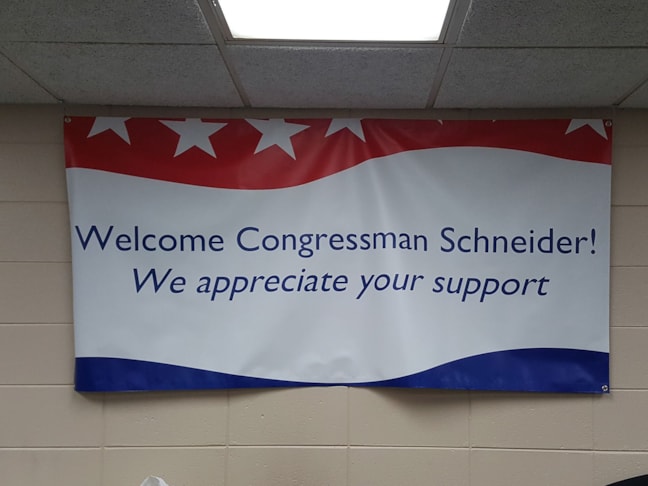 Welcome Congressman Schneider!
We appreciate your support